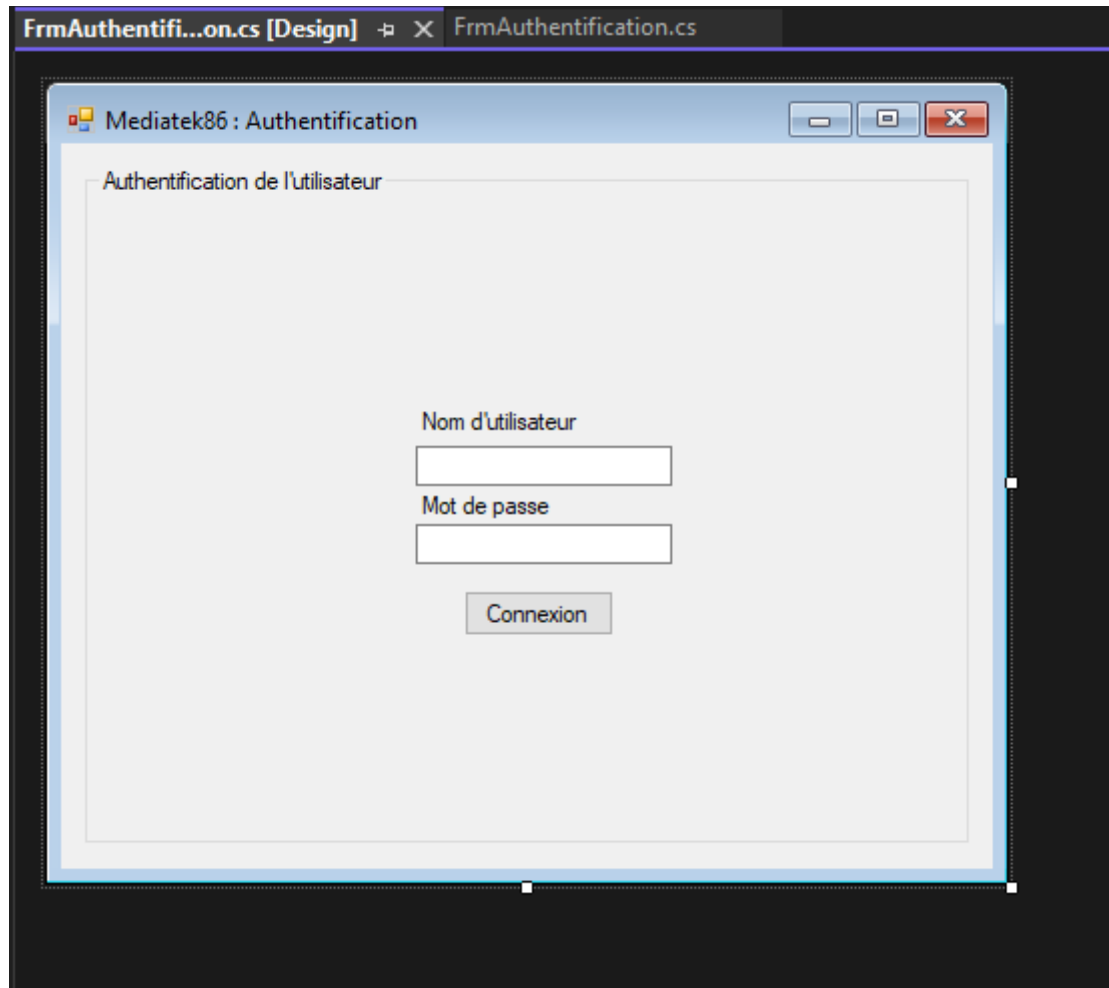 FrmAuthentifi...on.cs [Design] FrmAuthentification.cs
Mediatek86 : Authentification
Authentification de l'utilisateur
Nom d'utilisateur
Mot de passe
Connexion